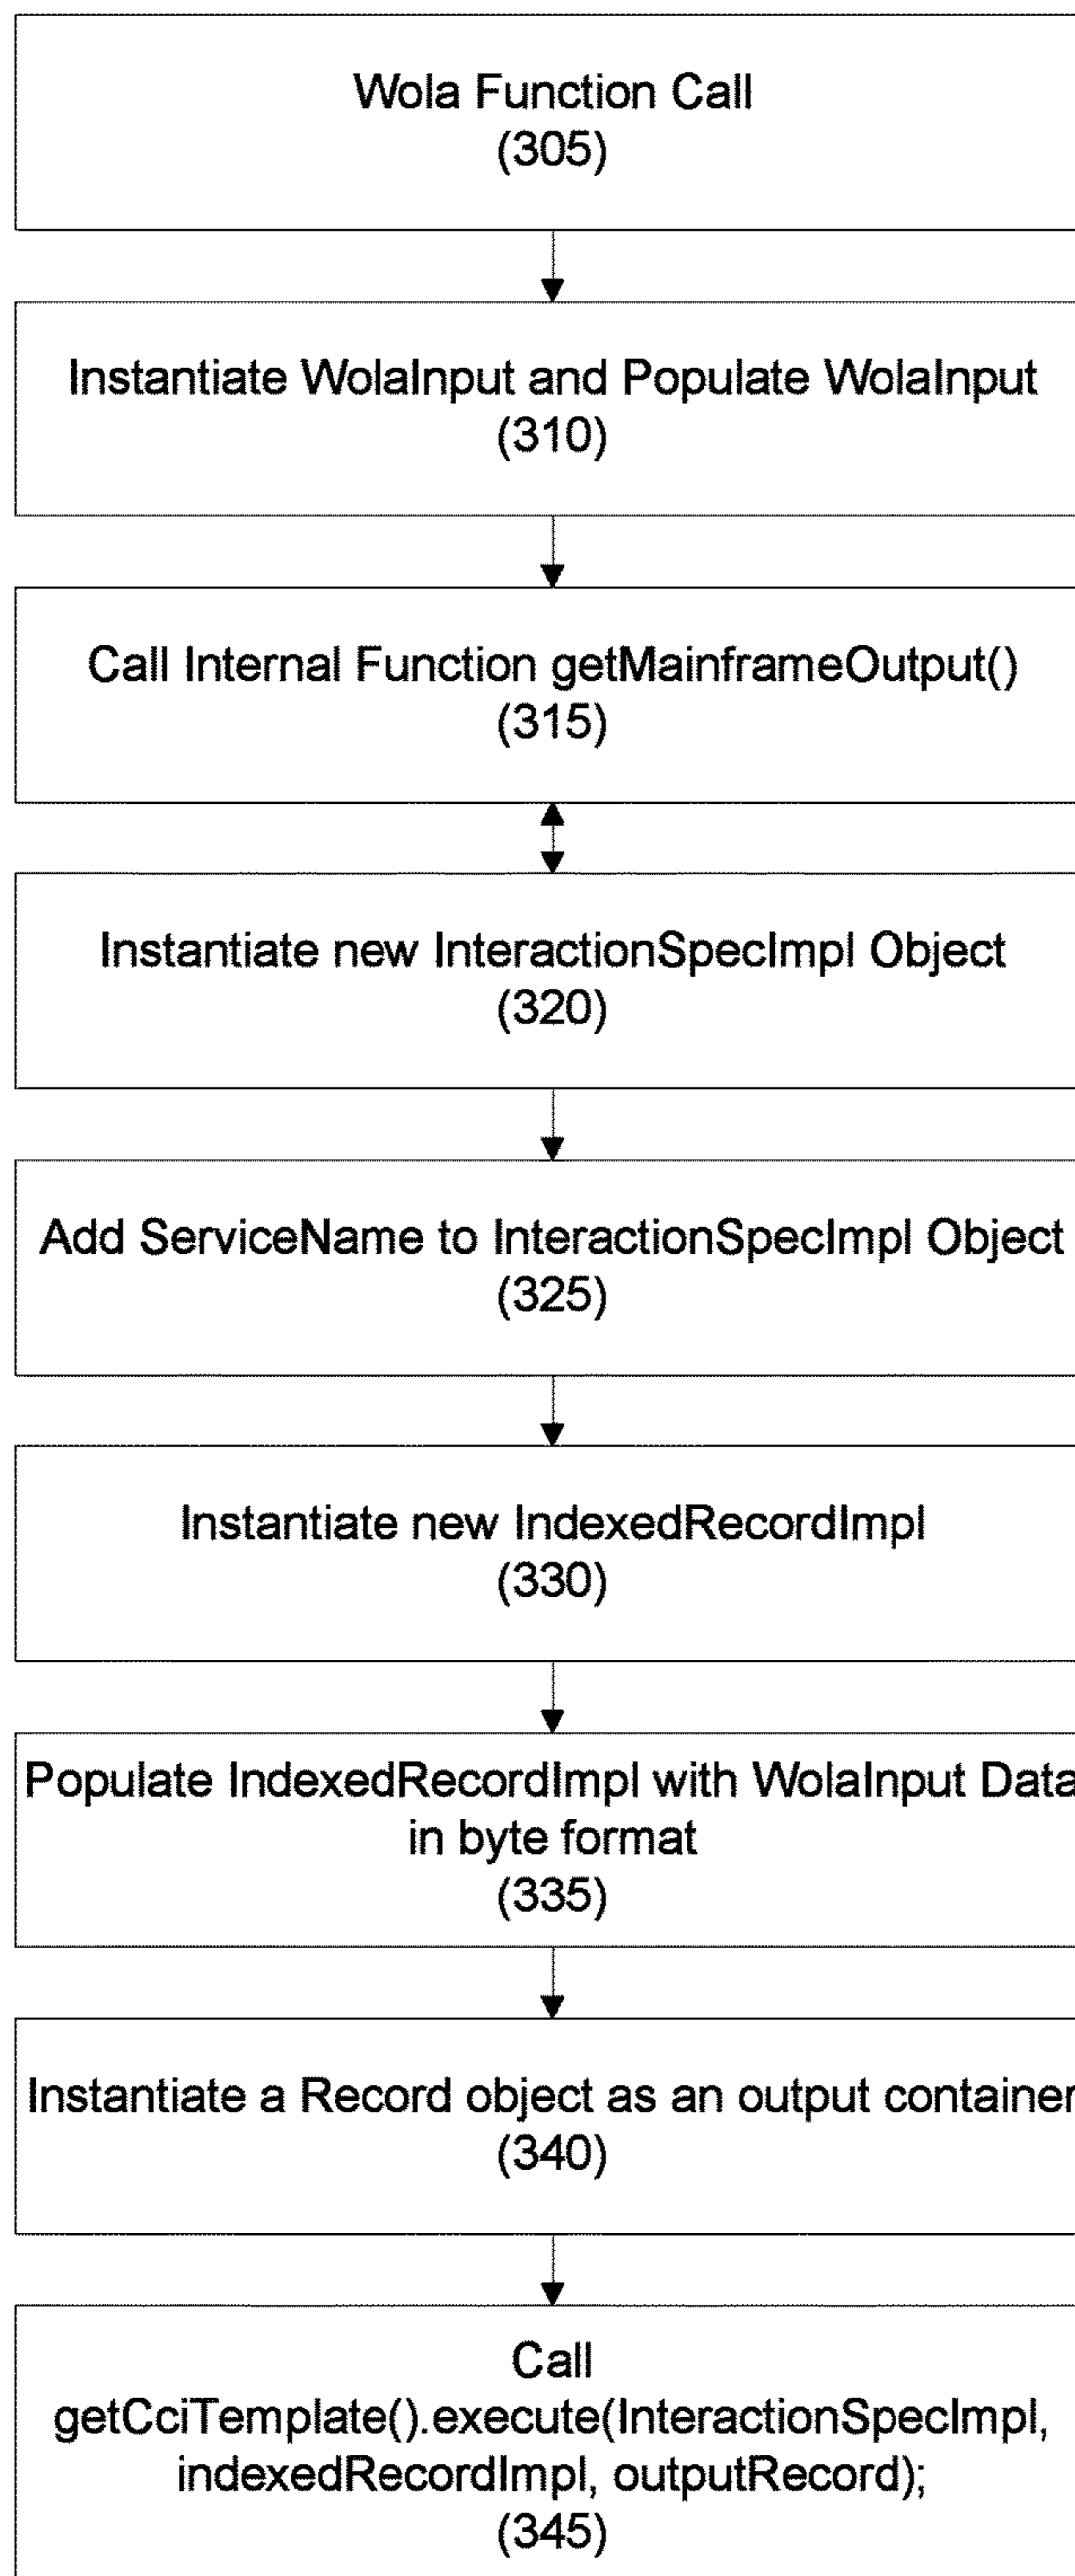 Wola Function Call
(305)
Instantiate WolaInput and Populate WolaInput
(310)
Call Internal Function getMainframeOutput()
(315)
Instantiate new InteractionSpecImpl Object
(320)
Add ServiceName to InteractionSpecImpl Object
(325)
Instantiate new IndexedRecordImpl
(330)
Populate IndexedRecordImpl with WolaInput Data
in byte format
(335)
Instantiate a Record object as an output container
(340)
Call
getCciTemplate().execute(InteractionSpecImpl,
indexedRecordImpl, outputRecord);
(345)